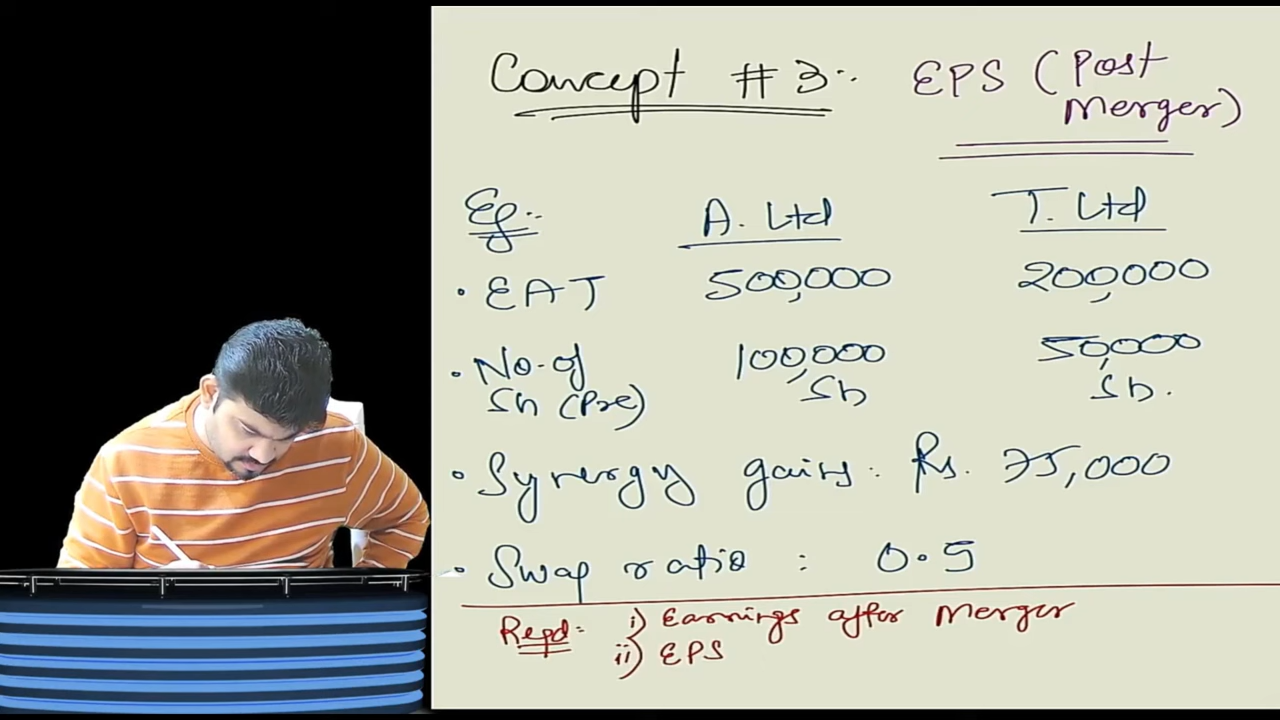 Concept # 3:. EPS (Post Merger)
Eg:. A. Ltd T. Ltd
• EAT 500,000 200,000
• No. of Sh (Pre) 100,000 Sh 50,000 Sh.
• Synergy gains : Rs. 75,000
• Swap ratio : 0.5
Reqd:- i) Earnings after Merger
ii) EPS